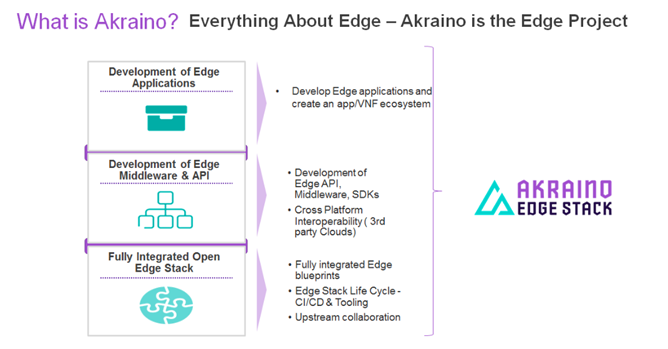 What is Akraino? Everything About Edge – Akraino is the Edge Project
Development of Edge
Applications
• Develop Edge applications and
create an app/VNF ecosystem
Development of Edge
Middleware & API
• Development of
Edge API,
Middleware, SDKs
• Cross Platform
Interoperability ( 3rd
party Clouds)
Fully Integrated Open
Edge Stack
• Fully integrated Edge
blueprints
• Edge Stack Life Cycle -
CI/CD & Tooling
• Upstream collaboration
AKRAINO
EDGE STACK